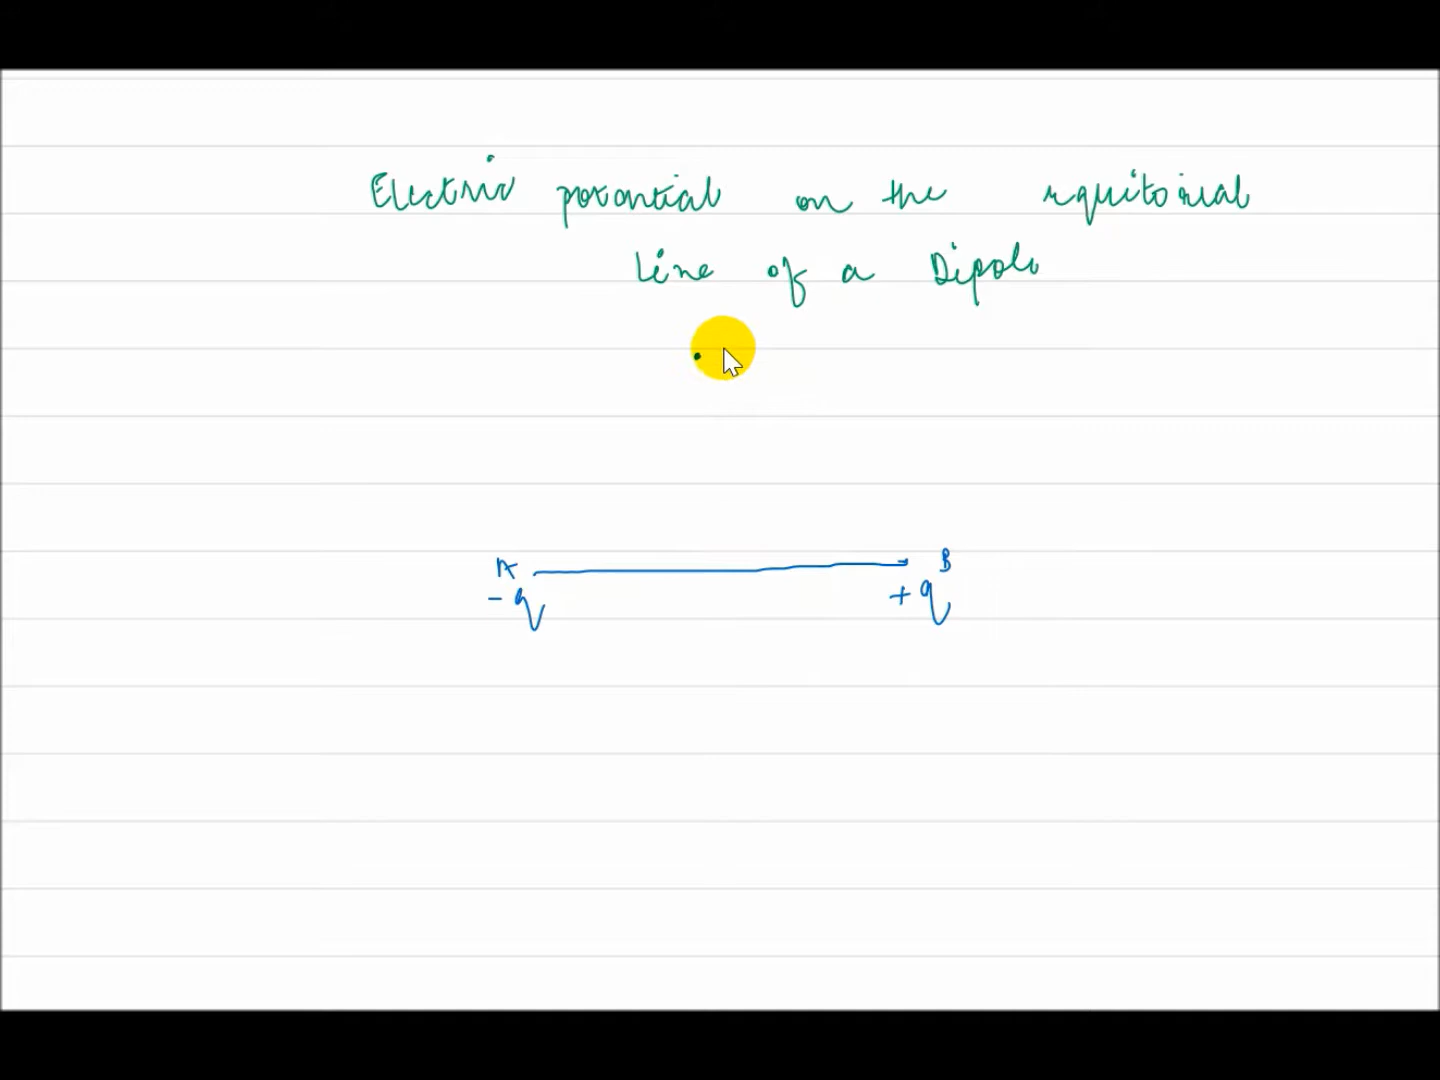 Electric potential on the equitorial
line of a Dipole
A B
- q + q